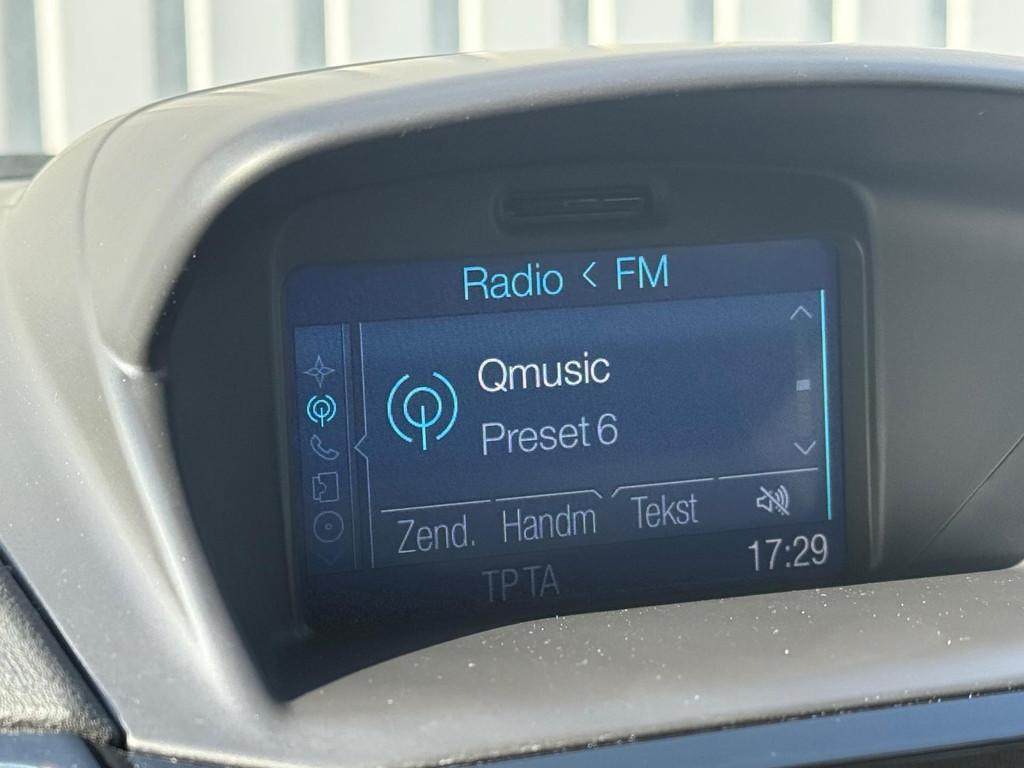 Radio < FM
Qmusic
Preset 6
Zend. Handm Tekst
17:29
TP TA